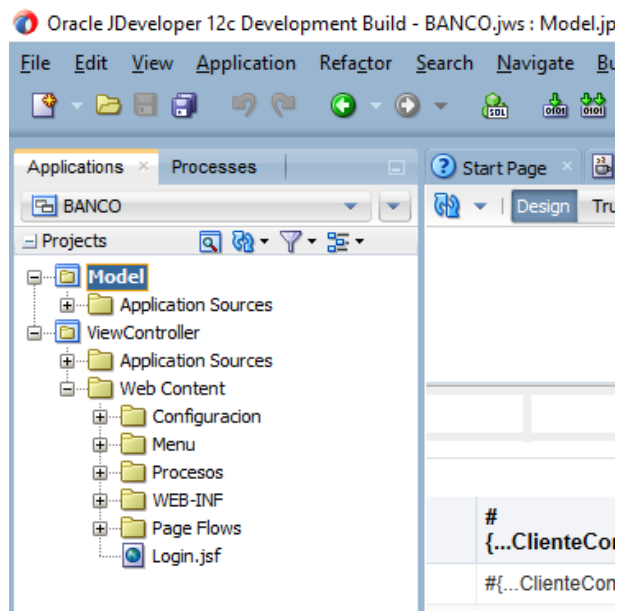 Oracle JDeveloper 12c Development Build - BANCO.jws : Model.jp
File Edit View Application Refactor Search Navigate Bu
Applications × Processes
Start Page ×
BANCO
Design Tru
Projects
Model
Application Sources
ViewController
Application Sources
Web Content
Configuracion
Menu
Procesos
WEB-INF
Page Flows
Login.jsf
#
{...ClienteCor
#{...ClienteCon